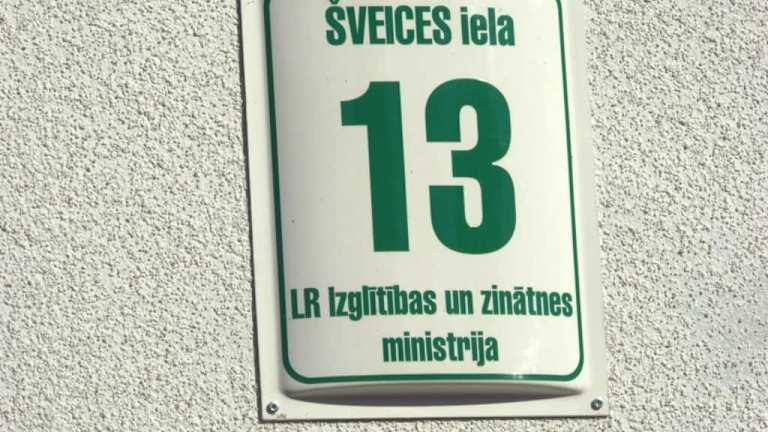 ŠVEICES iela
13
LR Izglītības un zinātnes
ministrija